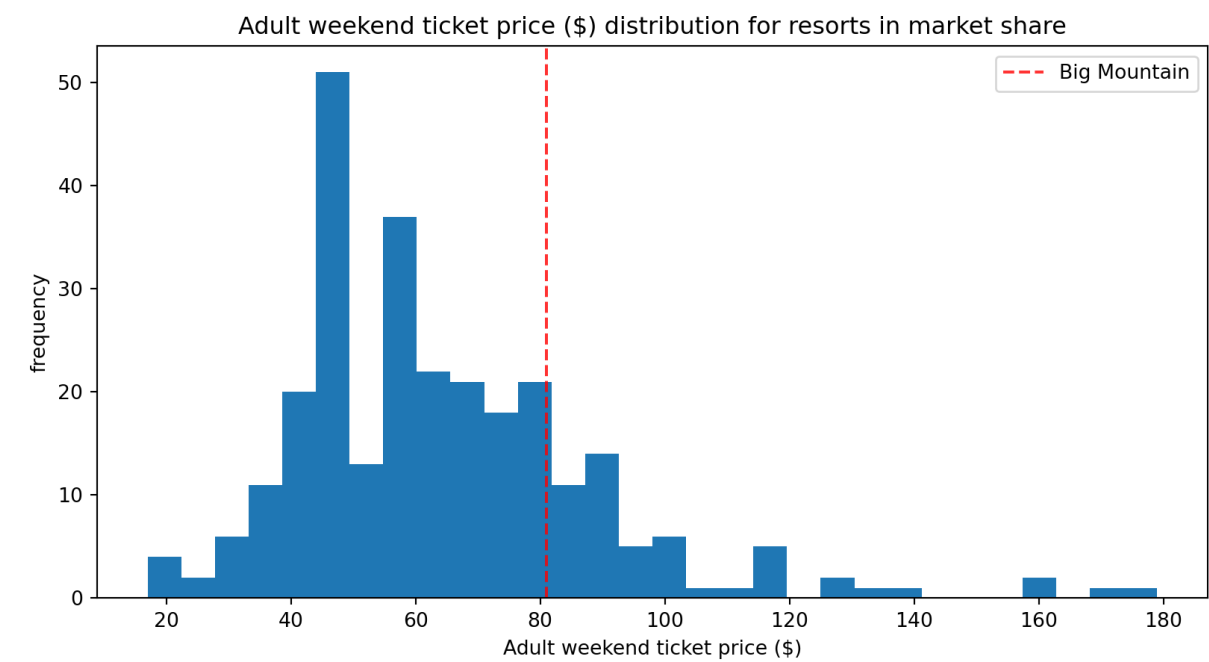 Adult weekend ticket price ($) distribution for resorts in market share
Big Mountain
frequency
50
40
30
20
10
0
20 40 60 80 100 120 140 160 180
Adult weekend ticket price ($)